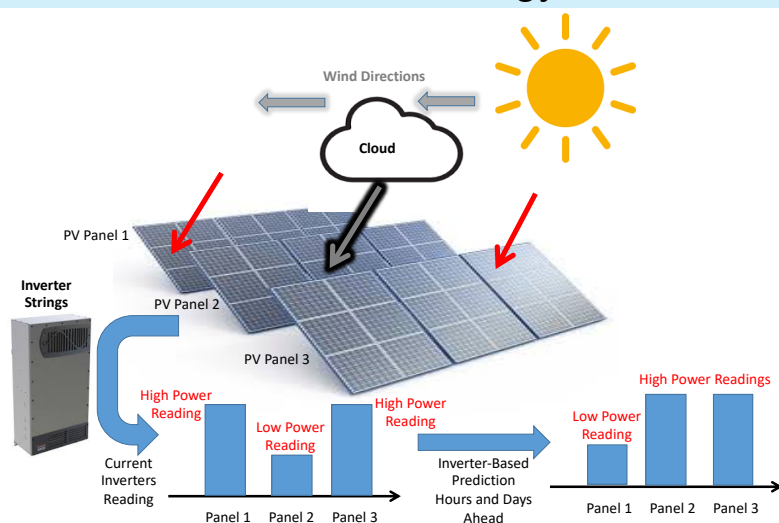 Wind Directions
Cloud
PV Panel 1
Inverter
Strings
PV Panel 2
PV Panel 3
High Power
Reading
Low Power
Reading
High Power
Reading
High Power Readings
Low Power
Reading
Current
Inverters
Reading
Inverter-Based
Prediction
Hours and Days
Ahead
Panel 1
Panel 2
Panel 3
Panel 1
Panel 2
Panel 3